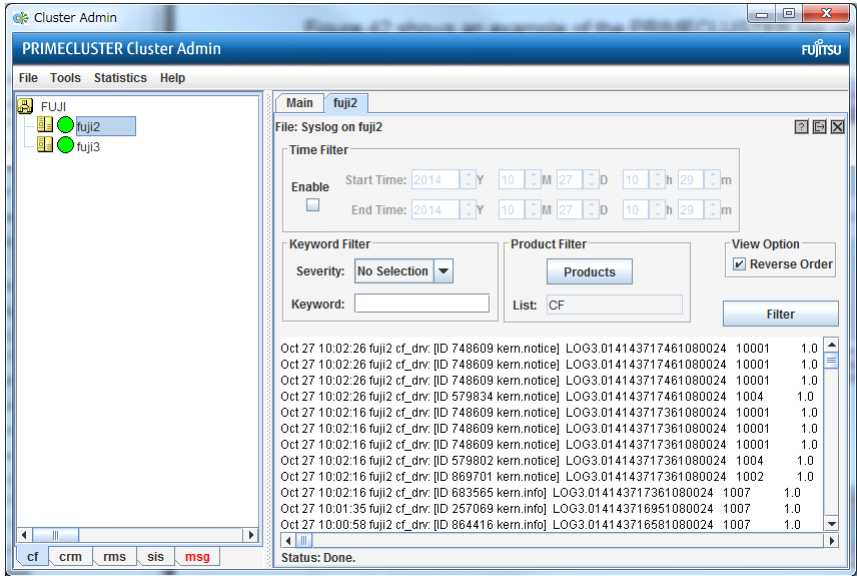 Cluster Admin
PRIMECLUSTER Cluster Admin
FUJITSU
File Tools Statistics Help
FUJI
fuji2
fuji3
cf crm rms sis msg
Main fuji2
File: Syslog on fuji2
Time Filter
Enable
Start Time: 2014 Y 10 M 27 D 10 h 29 m
End Time: 2014 Y 10 M 27 D 10 h 29 m
Keyword Filter
Severity: No Selection
Keyword:
Product Filter
Products
List: CF
View Option
Reverse Order
Filter
Oct 27 10:02:26 fuji2 cf_drv: [ID 748609 kern.notice] LOG3.014143717461080024 10001 1.0
Oct 27 10:02:26 fuji2 cf_drv: [ID 748609 kern.notice] LOG3.014143717461080024 10001 1.0
Oct 27 10:02:26 fuji2 cf_drv: [ID 748609 kern.notice] LOG3.014143717461080024 10001 1.0
Oct 27 10:02:26 fuji2 cf_drv: [ID 579834 kern.notice] LOG3.014143717461080024 1004 1.0
Oct 27 10:02:16 fuji2 cf_drv: [ID 748609 kern.notice] LOG3.014143717361080024 10001 1.0
Oct 27 10:02:16 fuji2 cf_drv: [ID 748609 kern.notice] LOG3.014143717361080024 10001 1.0
Oct 27 10:02:16 fuji2 cf_drv: [ID 748609 kern.notice] LOG3.014143717361080024 10001 1.0
Oct 27 10:02:16 fuji2 cf_drv: [ID 579802 kern.notice] LOG3.014143717361080024 1004 1.0
Oct 27 10:02:16 fuji2 cf_drv: [ID 869701 kern.notice] LOG3.014143717361080024 1002 1.0
Oct 27 10:02:16 fuji2 cf_drv: [ID 683565 kern.info] LOG3.014143717361080024 1007 1.0
Oct 27 10:01:35 fuji2 cf_drv: [ID 257069 kern.info] LOG3.014143716951080024 1007 1.0
Oct 27 10:00:58 fuji2 cf_drv: [ID 864416 kern.info] LOG3.014143716581080024 1007 1.0
Status: Done.